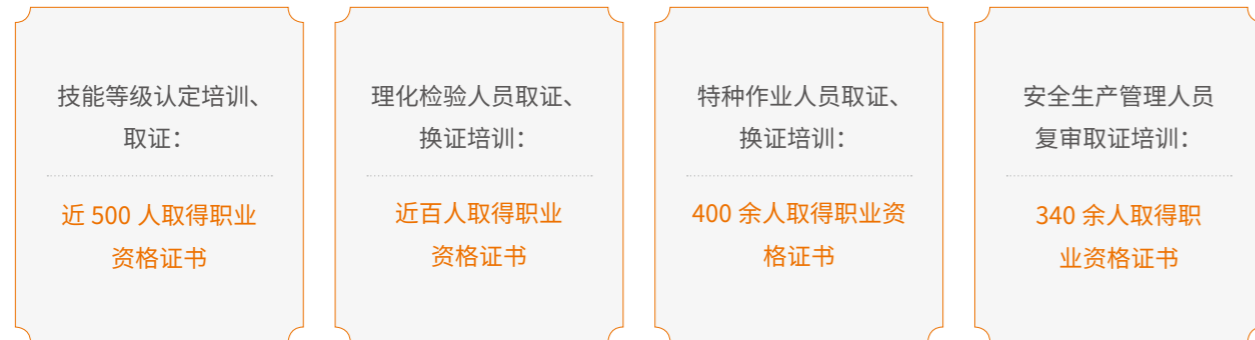 技能等级认定培训、
取证：
近 500 人取得职业
资格证书
理化检验人员取证、
换证培训：
近百人取得职业
资格证书
特种作业人员取证、
换证培训：
400 余人取得职业资
格证书
安全生产管理人员
复审取证培训：
340 余人取得职
业资格证书